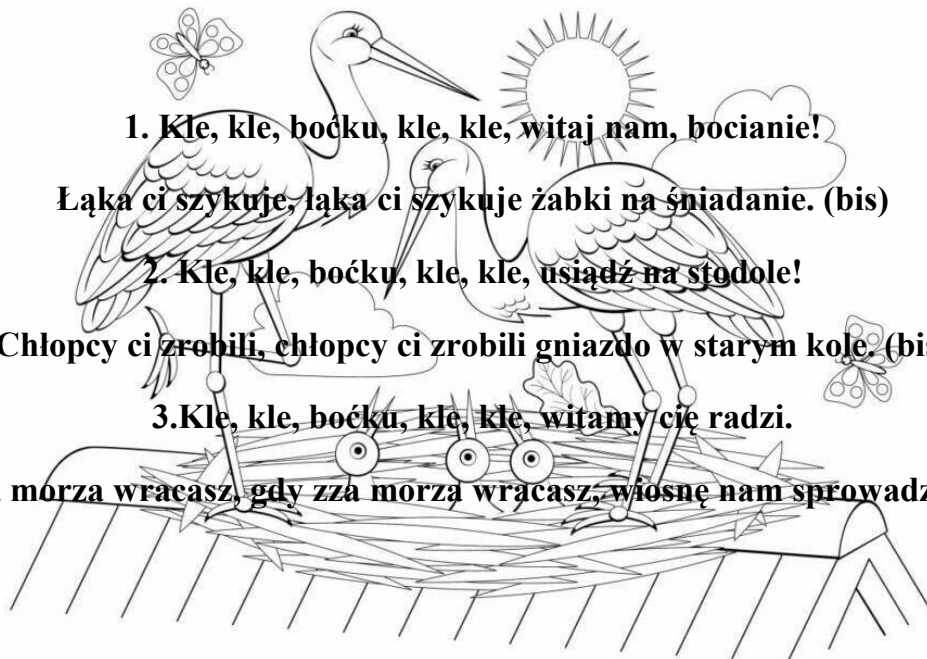 1. Kle, kle, boćku, kle, kle, witaj nam, bocianie!
Łąka ci szykuje, łąka ci szykuje żabki na śniadanie. (bis)
2. Kle, kle, boćku, kle, kle, usiądź na stodole!
Chłopcy ci zrobili, chłopcy ci zrobili gniazdo w starym kole. (bis
3.Kle, kle, boćku, kle, kle, witamy cię radzi.
morza wracasz, gdy zza morza wracasz, wiosnę nam sprowadz